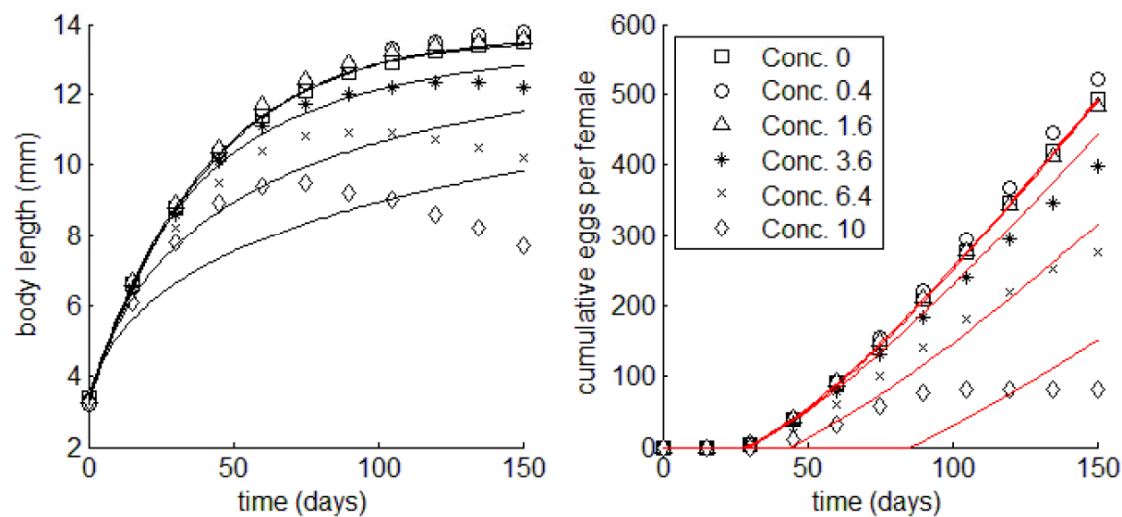 14
12
10
8
6
4
2
body length (mm)
0
50
100
150
time (days)
600
500
400
300
200
100
0
cumulative eggs per female
Conc. 0
Conc. 0.4
Conc. 1.6
Conc. 3.6
Conc. 6.4
Conc. 10
0
50
100
150
time (days)